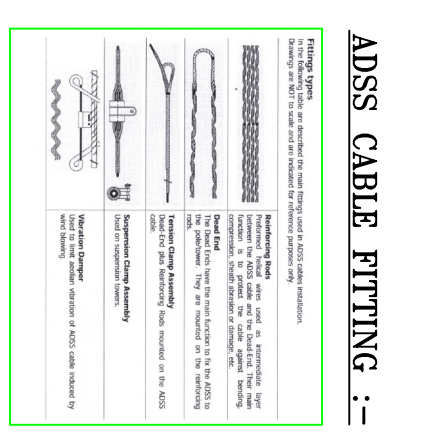 ADSS CABLE FITTING :-
Fittings types
In the following table are described the main fittings used in ADSS cables installation.
Drawings are NOT to scale and are indicated for reference purposes only.
Reinforcing Rods
Preformed helical wires used as intermediate layer
between the ADSS cable and the Dead-End. Their main
function is to protect the cable against bending,
compression, sheath abrasion or damage, etc.
Dead End
The Dead Ends have the main function to fix the ADSS to
the pole/tower. They are mounted on the reinforcing
rods.
Tension Clamp Assembly
Dead-End plus Reinforcing Rods mounted on the ADSS
cable.
Suspension Clamp Assembly
Used on suspension towers.
Vibration Damper
Used to limit aeolian vibration of ADSS cable induced by
wind blowing.